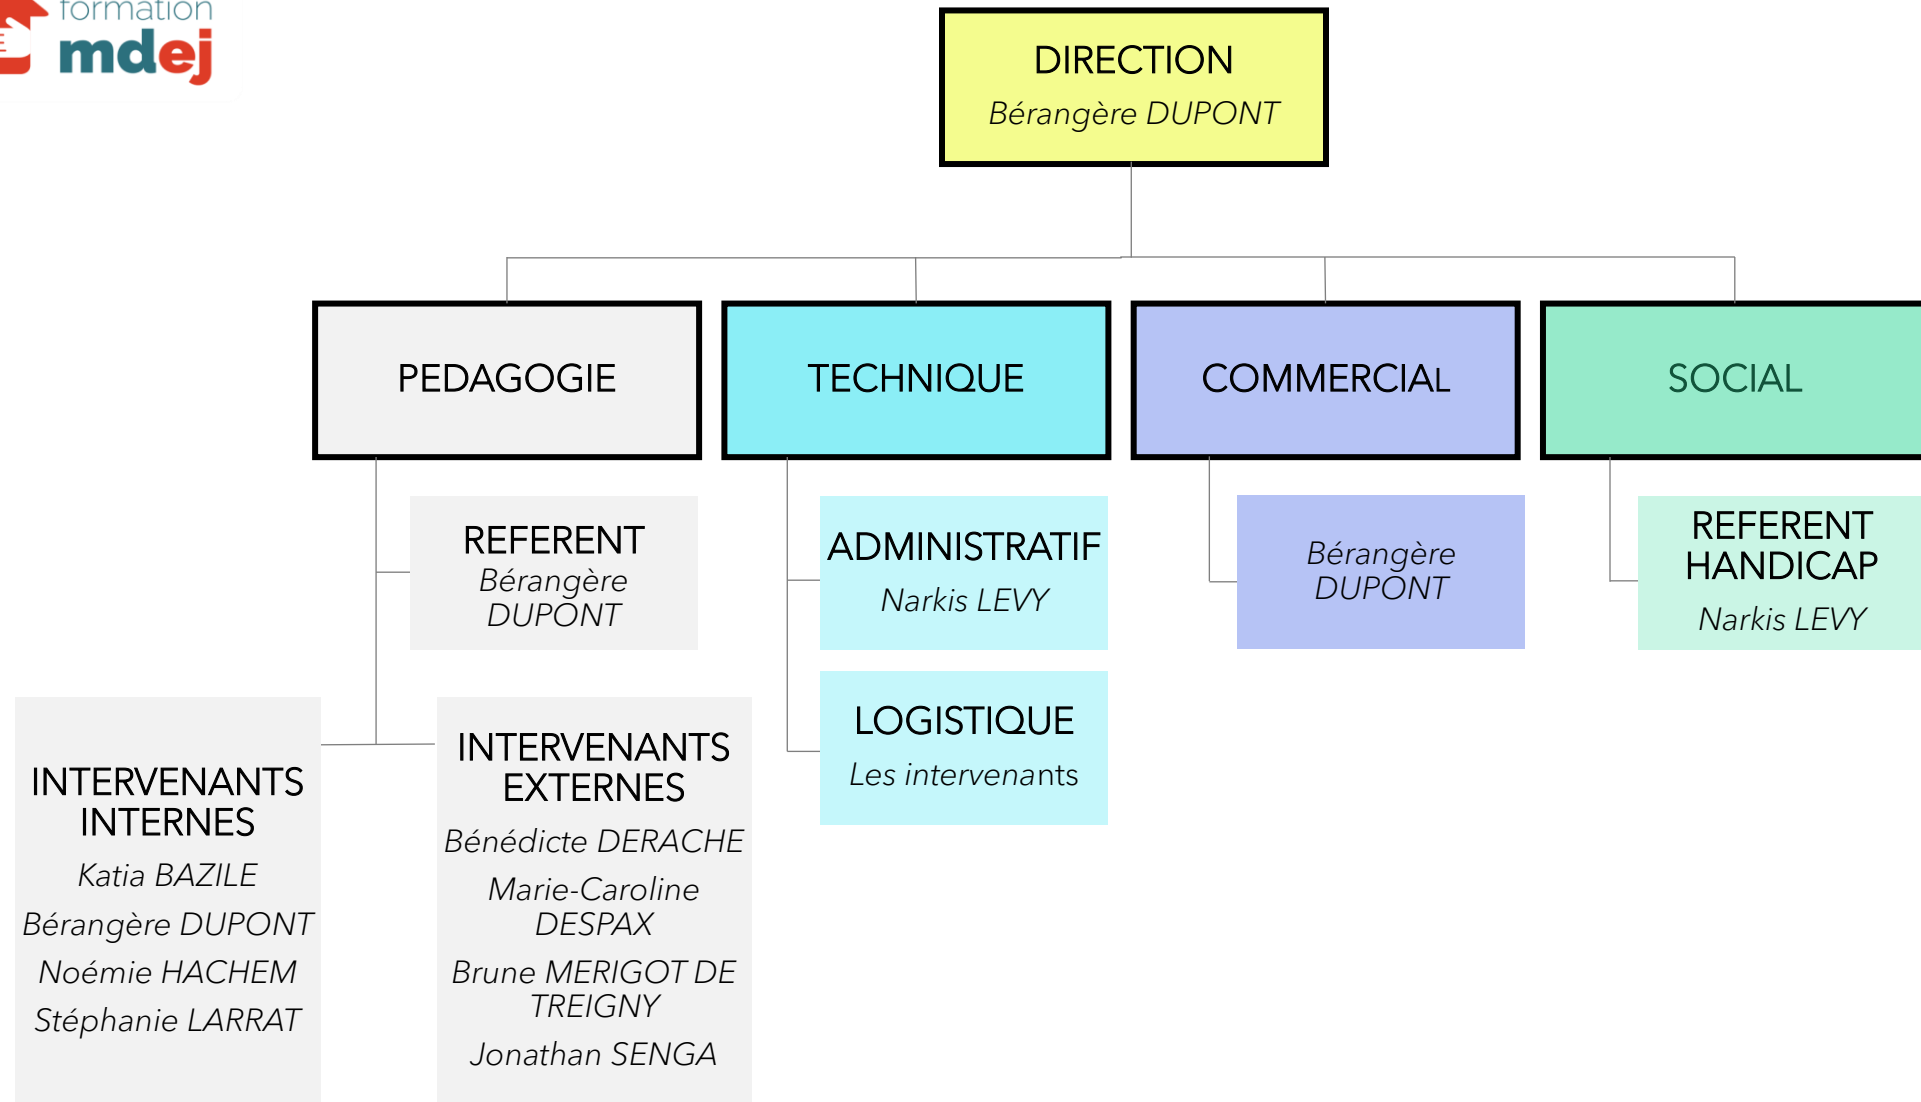 formation
mdej
DIRECTION
Bérangère DUPONT
PEDAGOGIE
TECHNIQUE
COMMERCIAL
SOCIAL
REFERENT
Bérangère
DUPONT
ADMINISTRATIF
Narkis LEVY
Bérangère
DUPONT
REFERENT
HANDICAP
Narkis LEVY
LOGISTIQUE
Les intervenants
INTERVENANTS
INTERNES
Katia BAZILE
Bérangère DUPONT
Noémie HACHEM
Stéphanie LARRAT
INTERVENANTS
EXTERNES
Bénédicte DERACHE
Marie-Caroline
DESPAX
Brune MERIGOT DE
TREIGNY
Jonathan SENGA